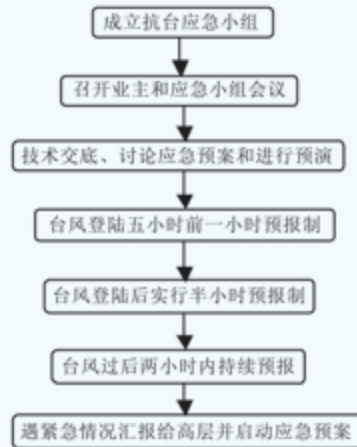 成立抗台应急小组
召开业主和应急小组会议
技术交底、讨论应急预案和进行预演
台风登陆五小时前一小时预报制
台风登陆后实行半小时预报制
台风过后两小时内持续预报
遇紧急情况汇报给高层并启动应急预案